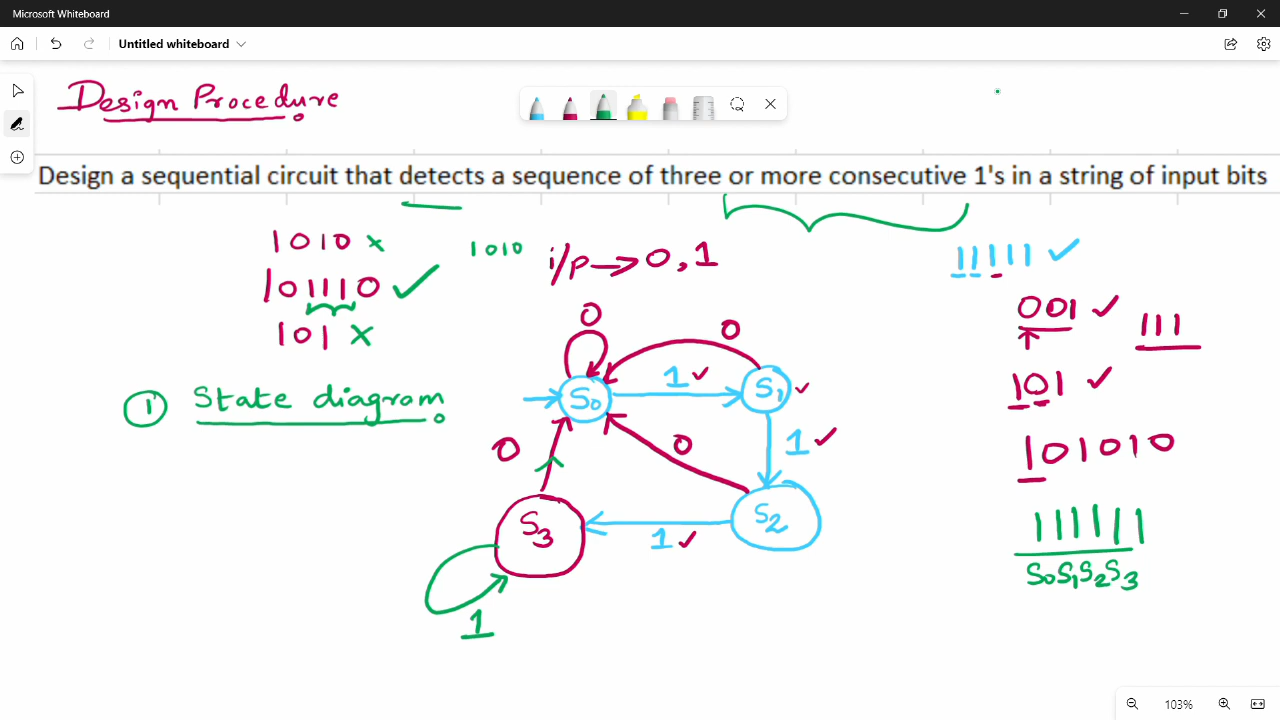 Microsoft Whiteboard
Untitled whiteboard
Design Procedure
Design a sequential circuit that detects a sequence of three or more consecutive 1's in a string of input bits
1010 x
101110 ✓
101 x
1010
i/p → 0, 1
11111 ✓
001 ✓
111
101 ✓
101010
111111
S0S1S2S3
① State diagram
0
0
S0
1 ✓
S1 ✓
0
0
1 ✓
S3
S2
1 ✓
1
103%